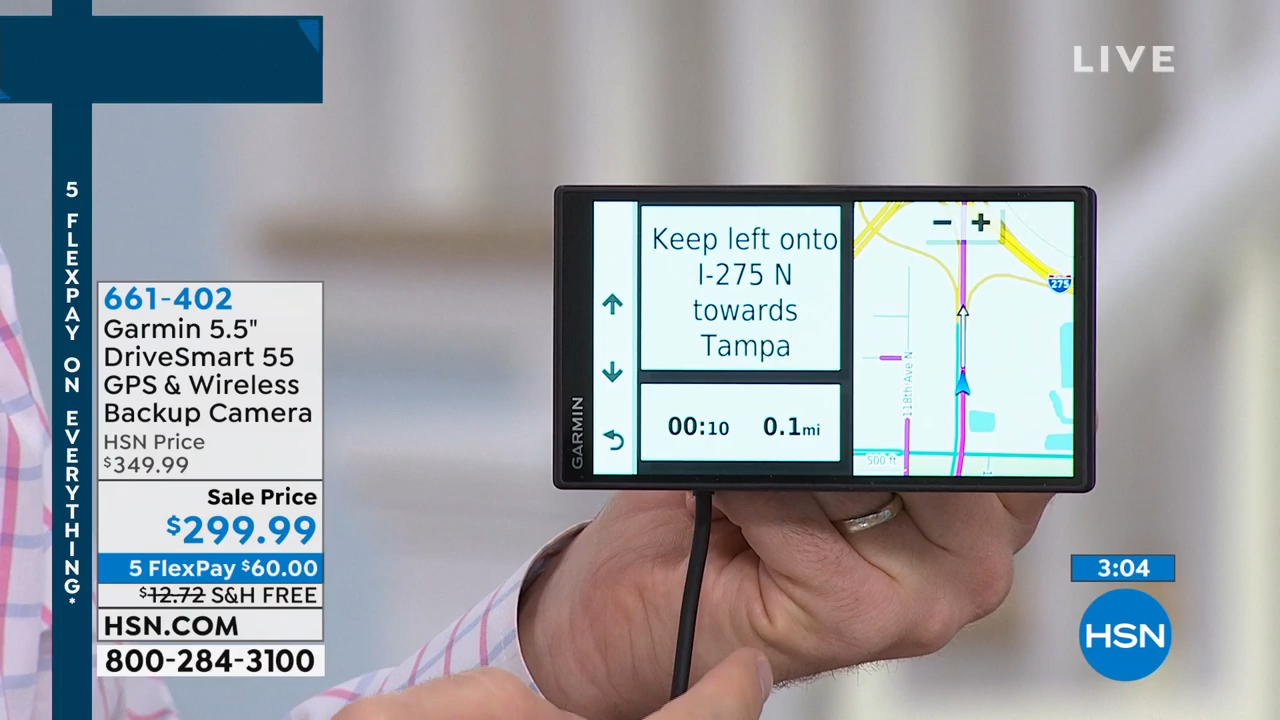 LIVE
5 FLEXPAY ON EVERYTHING*
661-402
Garmin 5.5"
DriveSmart 55
GPS & Wireless
Backup Camera
HSN Price
$349.99
Sale Price
$299.99
5 FlexPay $60.00
$12.72 S&H FREE
HSN.COM
800-284-3100
GARMIN
Keep left onto
I-275 N
towards
Tampa
00:10 0.1mi
− +
275
118th Ave N
500 ft
3:04
HSN